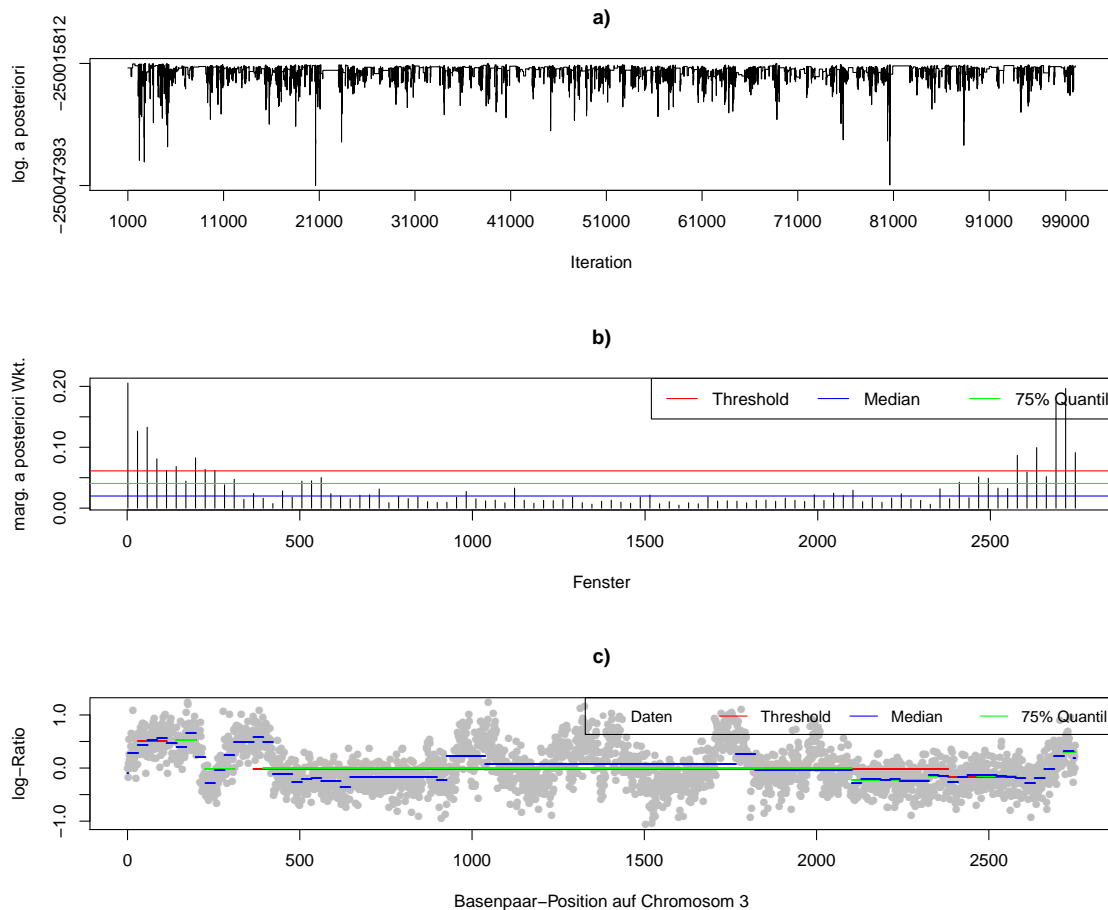 a)
log. a posteriori
−250015812
−250047393
1000 11000 21000 31000 41000 51000 61000 71000 81000 91000 99000
Iteration
b)
marg. a posteriori Wkt.
0.20
0.10
0.00
Threshold Median 75% Quantil
0 500 1000 1500 2000 2500
Fenster
c)
log−Ratio
1.0
0.0
−1.0
Daten Threshold Median 75% Quantil
0 500 1000 1500 2000 2500
Basenpaar−Position auf Chromosom 3